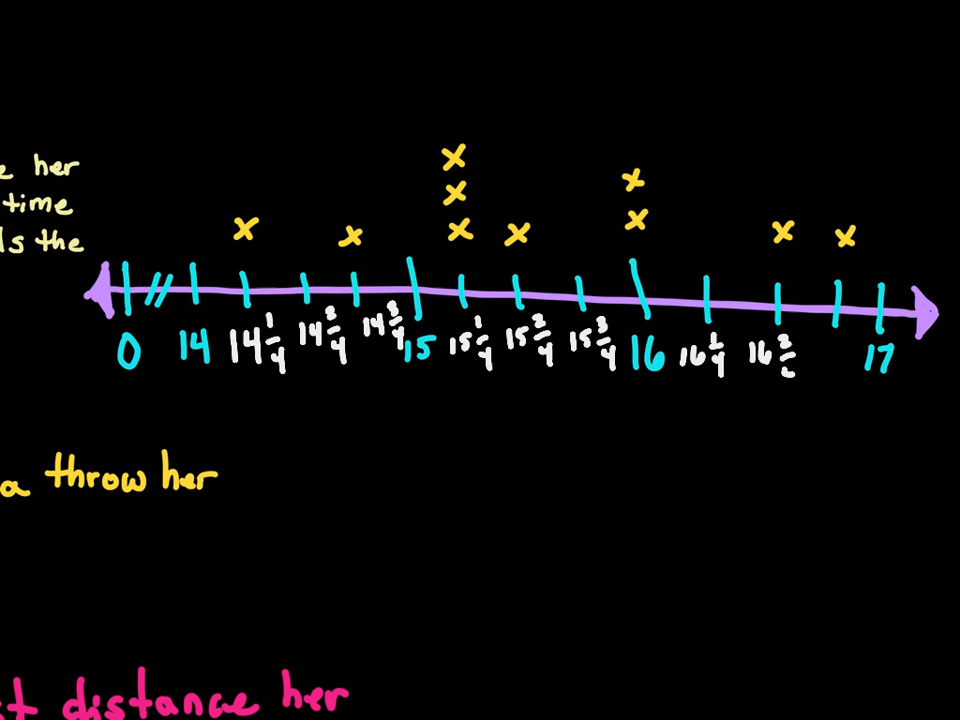 e her
time
ls the
x
x x
x x x x x x x
0 // 14 14 1/4 14 2/4 14 3/4 15 15 1/4 15 2/4 15 3/4 16 16 1/4 16 2/ 17
a throw her
st distance her